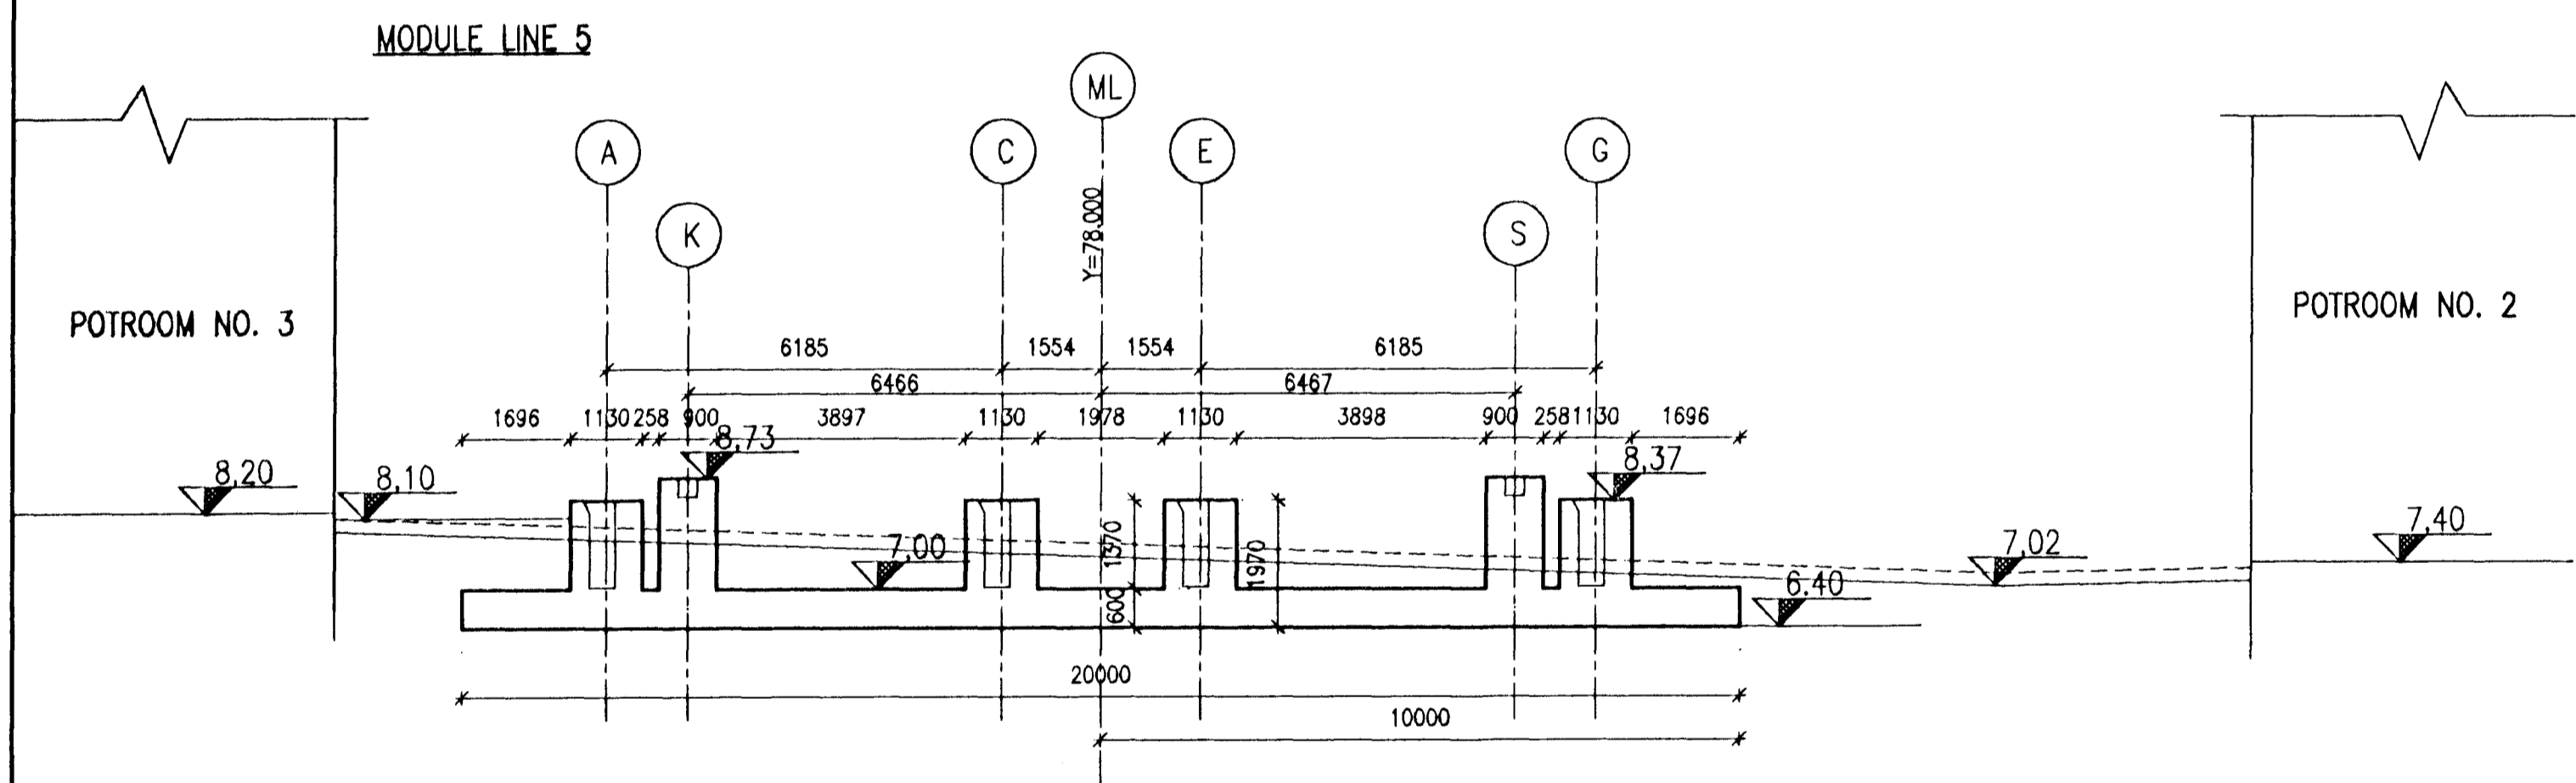 MODULE LINE 5
ML
A
C
E
G
K
S
Y=78.000
POTROOM NO. 3
POTROOM NO. 2
6185
1554
1554
6185
6466
6467
1696
1130
258
900
3897
1130
1978
1130
3898
900
258
1130
1696
8,73
8,20
8,10
8,37
7,00
1370
1970
600
7,02
7,40
6.40
20000
10000